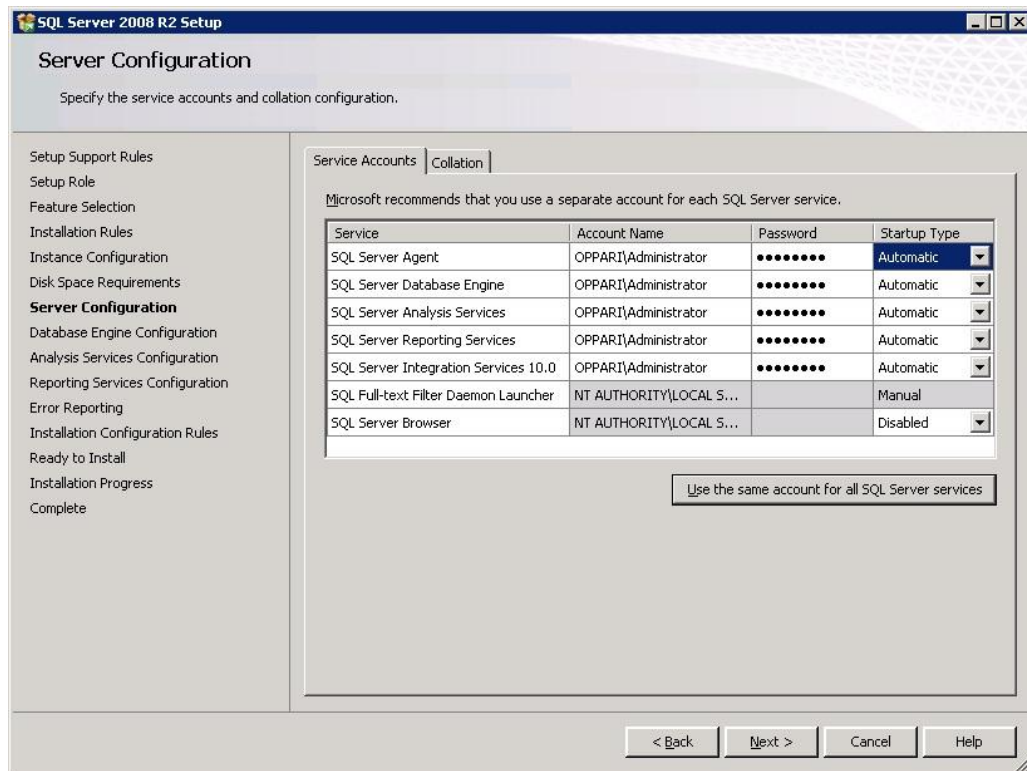 SQL Server 2008 R2 Setup
Server Configuration
Specify the service accounts and collation configuration.
Setup Support Rules
Setup Role
Feature Selection
Installation Rules
Instance Configuration
Disk Space Requirements
Server Configuration
Database Engine Configuration
Analysis Services Configuration
Reporting Services Configuration
Error Reporting
Installation Configuration Rules
Ready to Install
Installation Progress
Complete
Service Accounts Collation
Microsoft recommends that you use a separate account for each SQL Server service.
Service Account Name Password Startup Type
SQL Server Agent OPPARI\Administrator ●●●●●●●● Automatic
SQL Server Database Engine OPPARI\Administrator ●●●●●●●● Automatic
SQL Server Analysis Services OPPARI\Administrator ●●●●●●●● Automatic
SQL Server Reporting Services OPPARI\Administrator ●●●●●●●● Automatic
SQL Server Integration Services 10.0 OPPARI\Administrator ●●●●●●●● Automatic
SQL Full-text Filter Daemon Launcher NT AUTHORITY\LOCAL S... Manual
SQL Server Browser NT AUTHORITY\LOCAL S... Disabled
Use the same account for all SQL Server services
< Back Next > Cancel Help